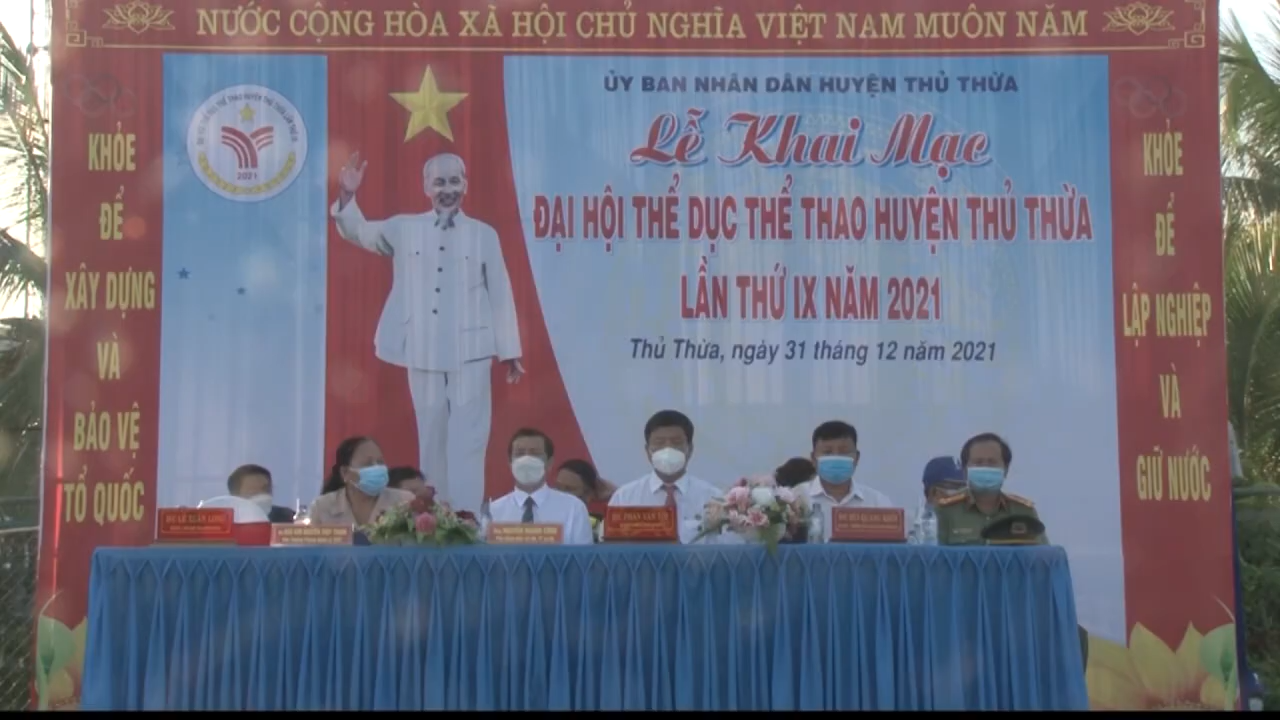 NƯỚC CỘNG HÒA XÃ HỘI CHỦ NGHĨA VIỆT NAM MUÔN NĂM
ỦY BAN NHÂN DÂN HUYỆN THỦ THỪA
Lễ Khai Mạc
ĐẠI HỘI THỂ DỤC THỂ THAO HUYỆN THỦ THỪA
LẦN THỨ IX NĂM 2021
Thủ Thừa, ngày 31 tháng 12 năm 2021
KHỎE
ĐỂ
XÂY DỰNG
VÀ
BẢO VỆ
TỔ QUỐC
KHỎE
ĐỂ
LẬP NGHIỆP
VÀ
GIỮ NƯỚC
2021